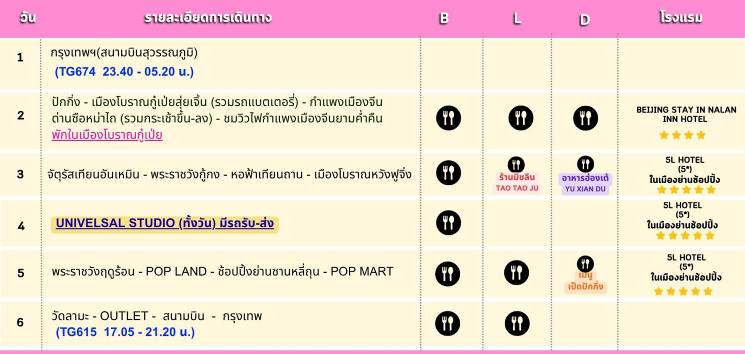 วัน รายละเอียดการเดินทาง B L D โรงแรม
1 กรุงเทพฯ(สนามบินสุวรรณภูมิ)
(TG674 23.40 - 05.20 น.)
2 ปักกิ่ง - เมืองโบราณกู๋เป่ยสุ่ยเจิ้น (รวมรถแบตเตอรี่) - กำแพงเมืองจีน
ด่านซือหม่าไถ (รวมกระเช้าขึ้น-ลง) - ชมวิวไฟกำแพงเมืองจีนยามค่ำคืน
พักในเมืองโบราณกู๋เป่ย
BEIJING STAY IN NALAN
INN HOTEL
3 จัตุรัสเทียนอันเหมิน - พระราชวังกู้กง - หอฟ้าเทียนถาน - เมืองโบราณหวังฟูจิ่ง
ร้านมิชลิน
TAO TAO JU
อาหารฮ่องเต้
YU XIAN DU
5L HOTEL
(5*)
ในเมืองย่านช้อปปิ้ง
4 UNIVELSAL STUDIO (ทั้งวัน) มีรถรับ-ส่ง
5L HOTEL
(5*)
ในเมืองย่านช้อปปิ้ง
5 พระราชวังฤดูร้อน - POP LAND - ช้อปปิ้งย่านซานหลี่ถุน - POP MART
เมนู
เป็ดปักกิ่ง
5L HOTEL
(5*)
ในเมืองย่านช้อปปิ้ง
6 วัดลามะ - OUTLET - สนามบิน - กรุงเทพ
(TG615 17.05 - 21.20 น.)